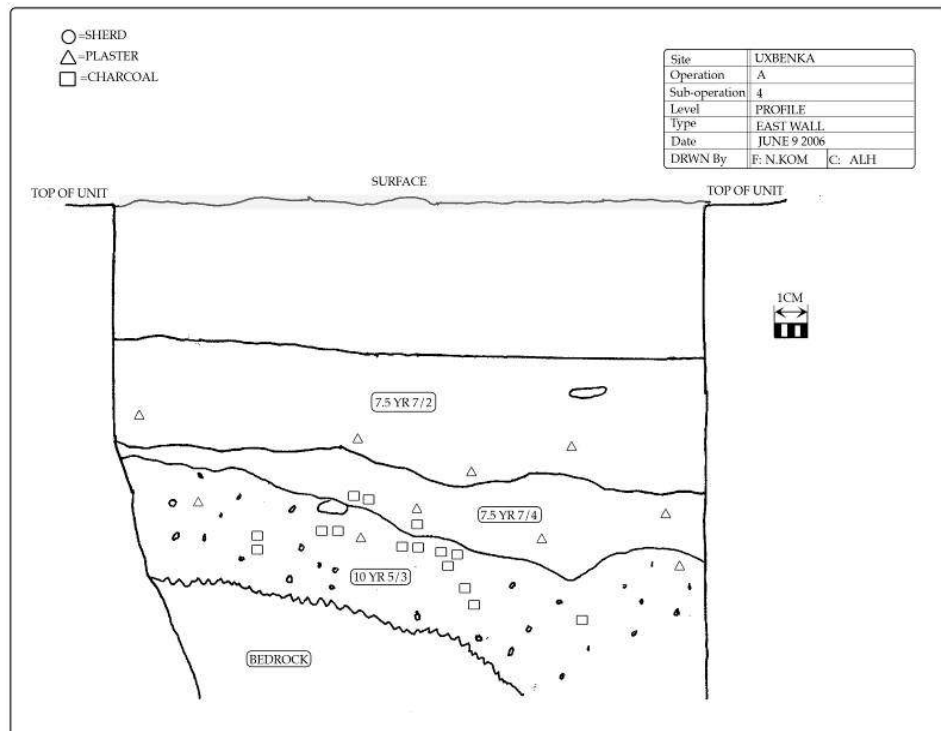 ○=SHERD
△=PLASTER
□=CHARCOAL
Site UXBENKA
Operation A
Sub-operation 4
Level PROFILE
Type EAST WALL
Date JUNE 9 2006
DRWN By F: N.KOM C: ALH
TOP OF UNIT
SURFACE
TOP OF UNIT
1CM
7.5 YR 7/2
7.5 YR 7/4
10 YR 5/3
BEDROCK